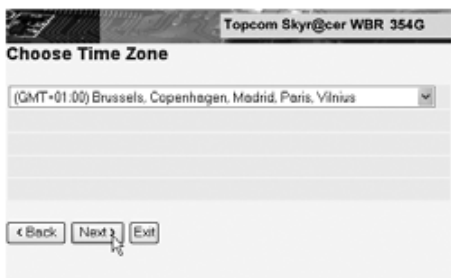 Topcom Skyr@cer WBR 354G
Choose Time Zone
(GMT+01:00) Brussels, Copenhagen, Madrid, Paris, Vilnius
< Back Next > Exit